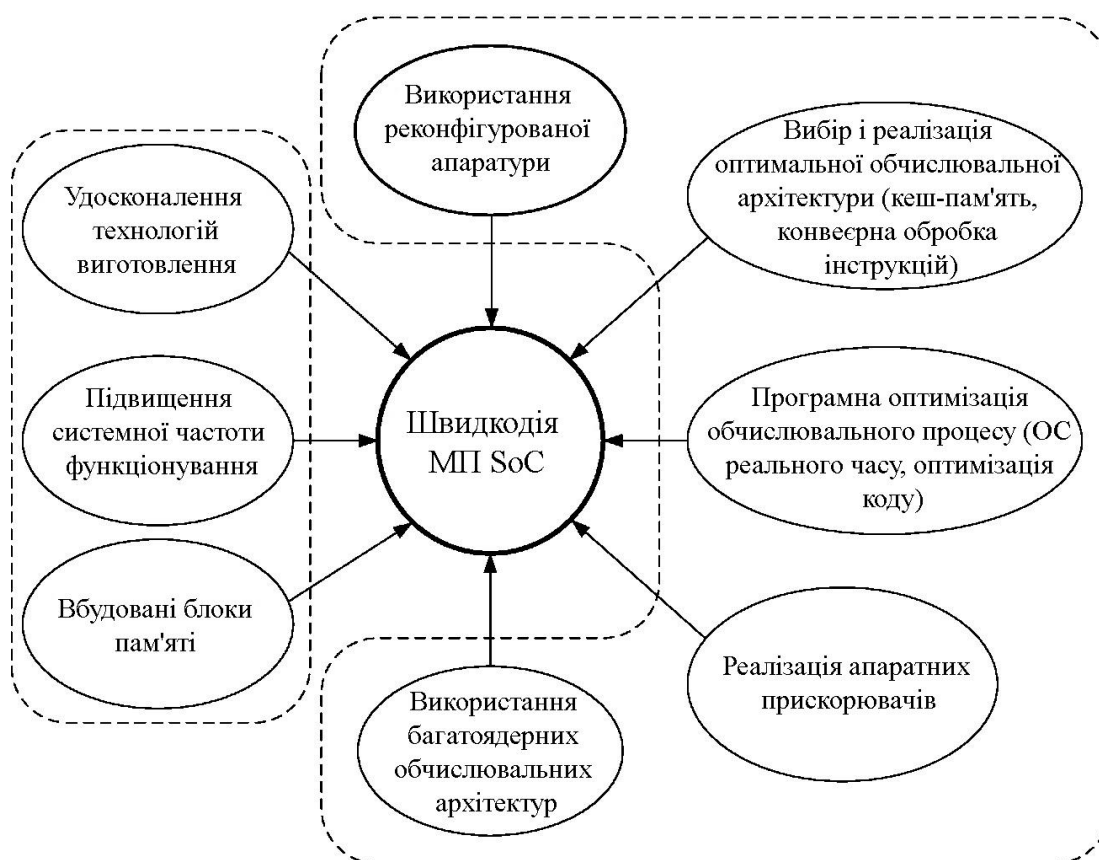 Використання
реконфігурованої
апаратури
Вибір і реалізація
оптимальної обчислювальної
архітектури (кеш-пам'ять,
конвеєрна обробка
інструкцій)
Удосконалення
технологій
виготовлення
Підвищення
системної частоти
функціонування
Швидкодія
МП SoC
Програмна оптимізація
обчислювального процесу (ОС
реального часу, оптимізація
коду)
Вбудовані блоки
пам'яті
Використання
багатоядерних
обчислювальних
архітектур
Реалізація апаратних
прискорювачів